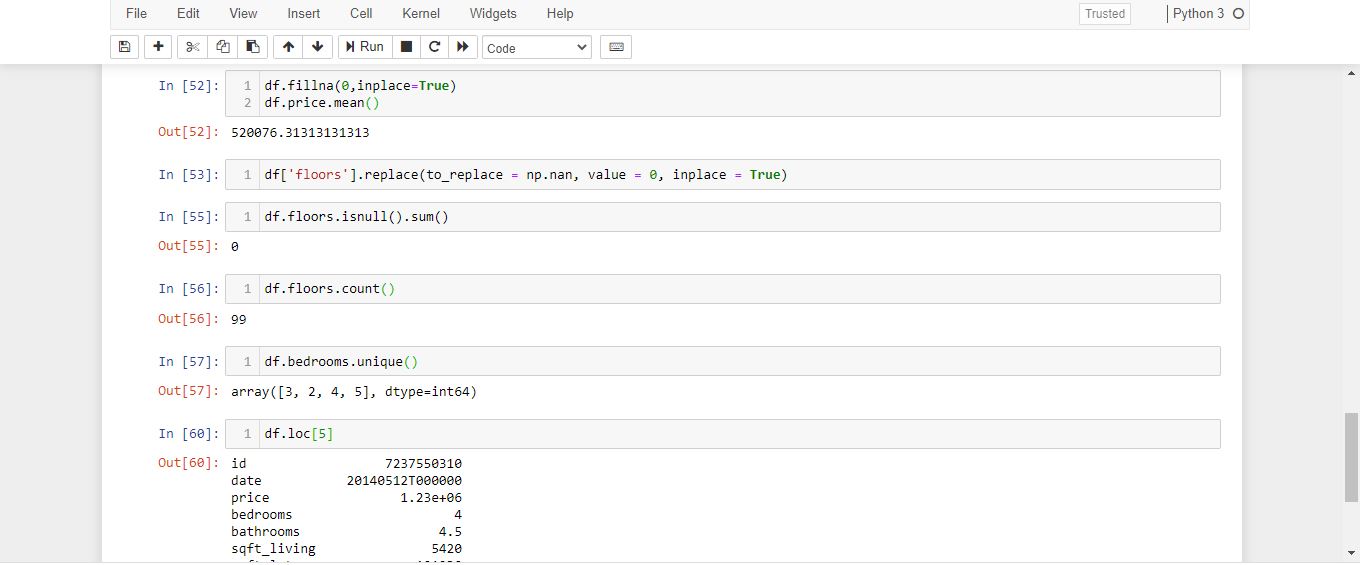 File Edit View Insert Cell Kernel Widgets Help Trusted Python 3
Run Code
In [52]: 1 df.fillna(0,inplace=True)
2 df.price.mean()
Out[52]: 520076.31313131313
In [53]: 1 df['floors'].replace(to_replace = np.nan, value = 0, inplace = True)
In [55]: 1 df.floors.isnull().sum()
Out[55]: 0
In [56]: 1 df.floors.count()
Out[56]: 99
In [57]: 1 df.bedrooms.unique()
Out[57]: array([3, 2, 4, 5], dtype=int64)
In [60]: 1 df.loc[5]
Out[60]: id 7237550310
date 20140512T000000
price 1.23e+06
bedrooms 4
bathrooms 4.5
sqft_living 5420